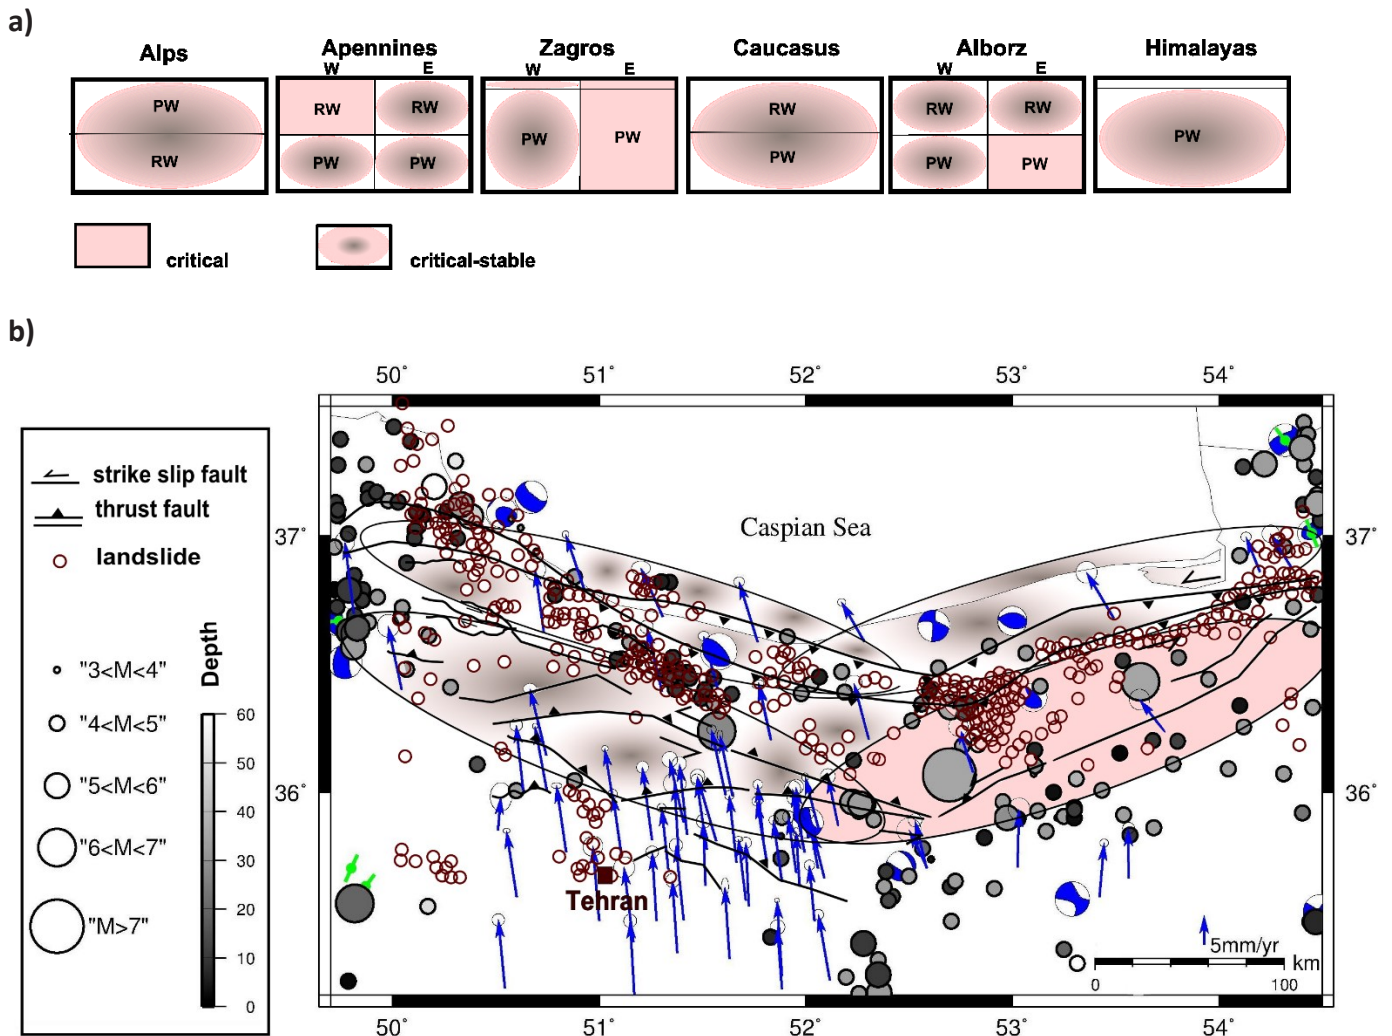 a)
Alps Apennines Zagros Caucasus Alborz Himalayas
W E W E W E
PW RW RW PW PW RW RW RW PW
RW PW PW PW PW PW
critical critical-stable
b)
50° 51° 52° 53° 54°
strike slip fault
thrust fault
landslide
Caspian Sea
37° 37°
"3<M<4"
"4<M<5"
"5<M<6"
"6<M<7"
"M>7"
Depth
60
50
40
30
20
10
0
36° 36°
Tehran
5mm/yr
km
0 100
50° 51° 52° 53° 54°